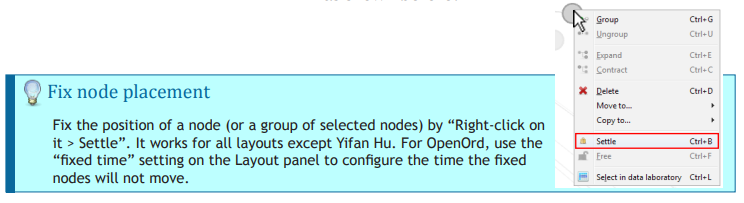 Fix node placement
Fix the position of a node (or a group of selected nodes) by “Right-click on
it > Settle”. It works for all layouts except Yifan Hu. For OpenOrd, use the
“fixed time” setting on the Layout panel to configure the time the fixed
nodes will not move.
Group Ctrl+G
Ungroup Ctrl+U
Expand Ctrl+E
Contract Ctrl+C
Delete Ctrl+D
Move to...
Copy to...
Settle Ctrl+B
Free Ctrl+F
Select in data laboratory Ctrl+L